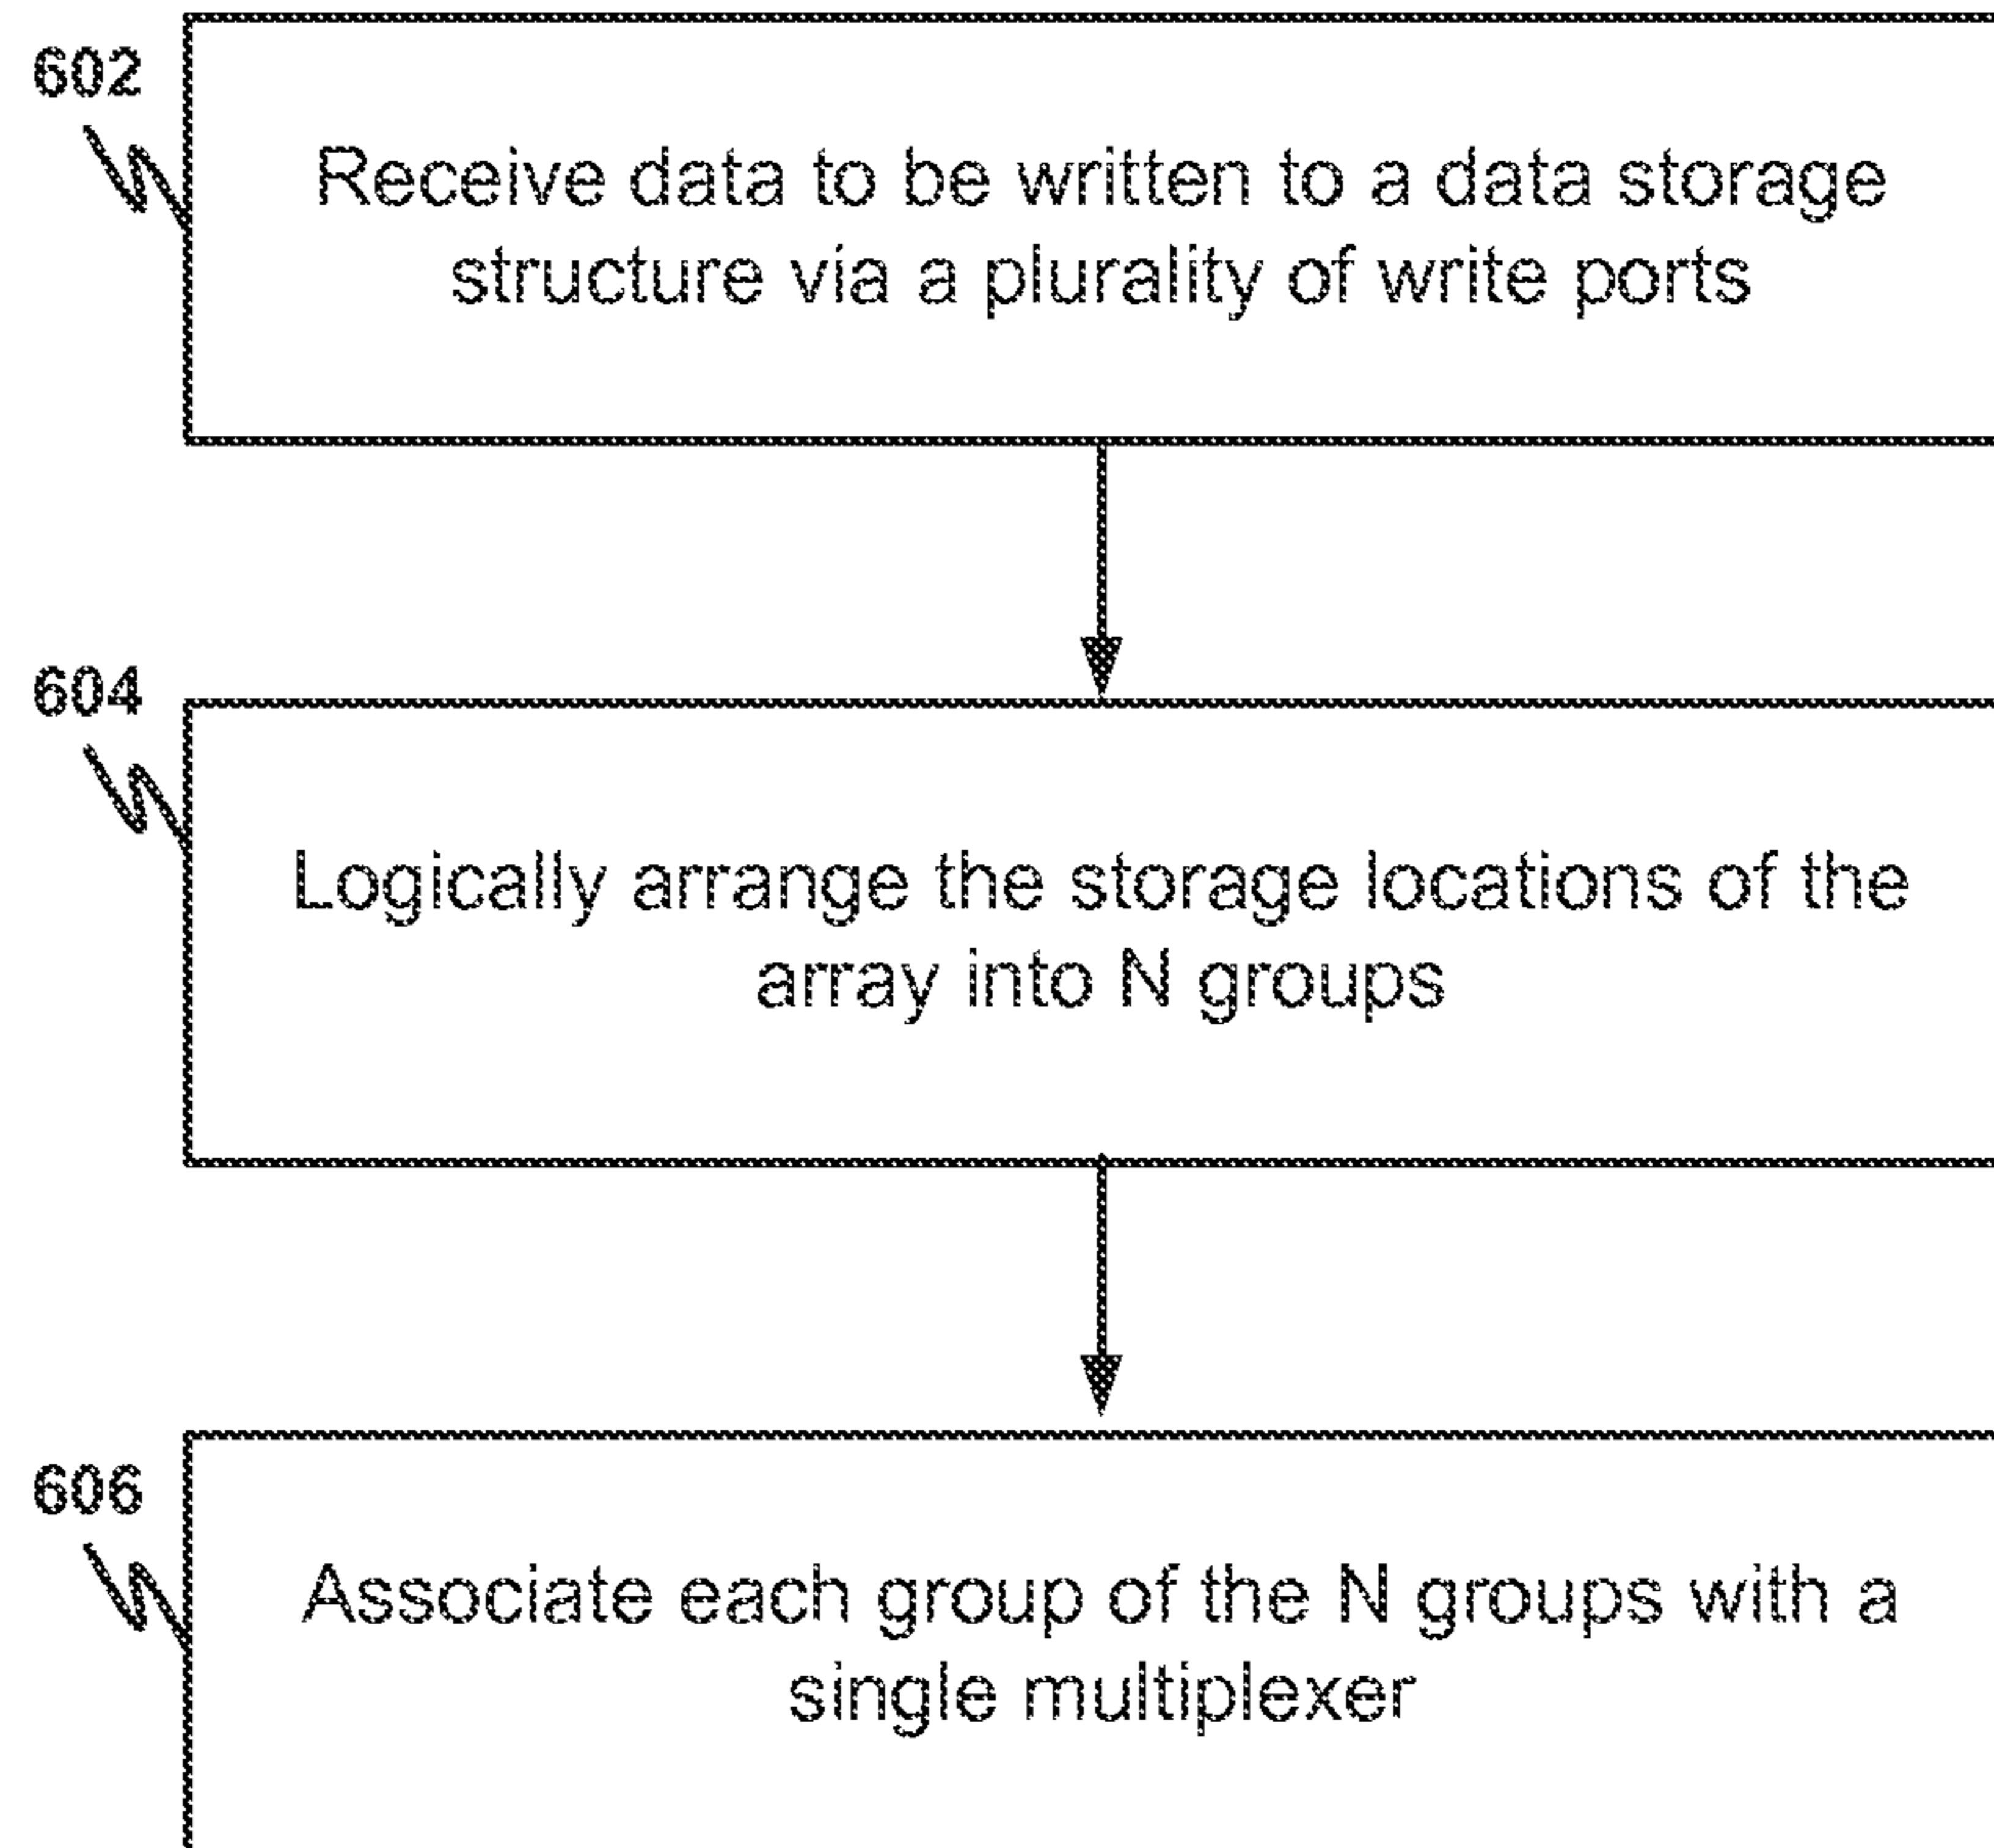 602
Receive data to be written to a data storage
structure via a plurality of write ports
604
Logically arrange the storage locations of the
array into N groups
606
Associate each group of the N groups with a
single multiplexer